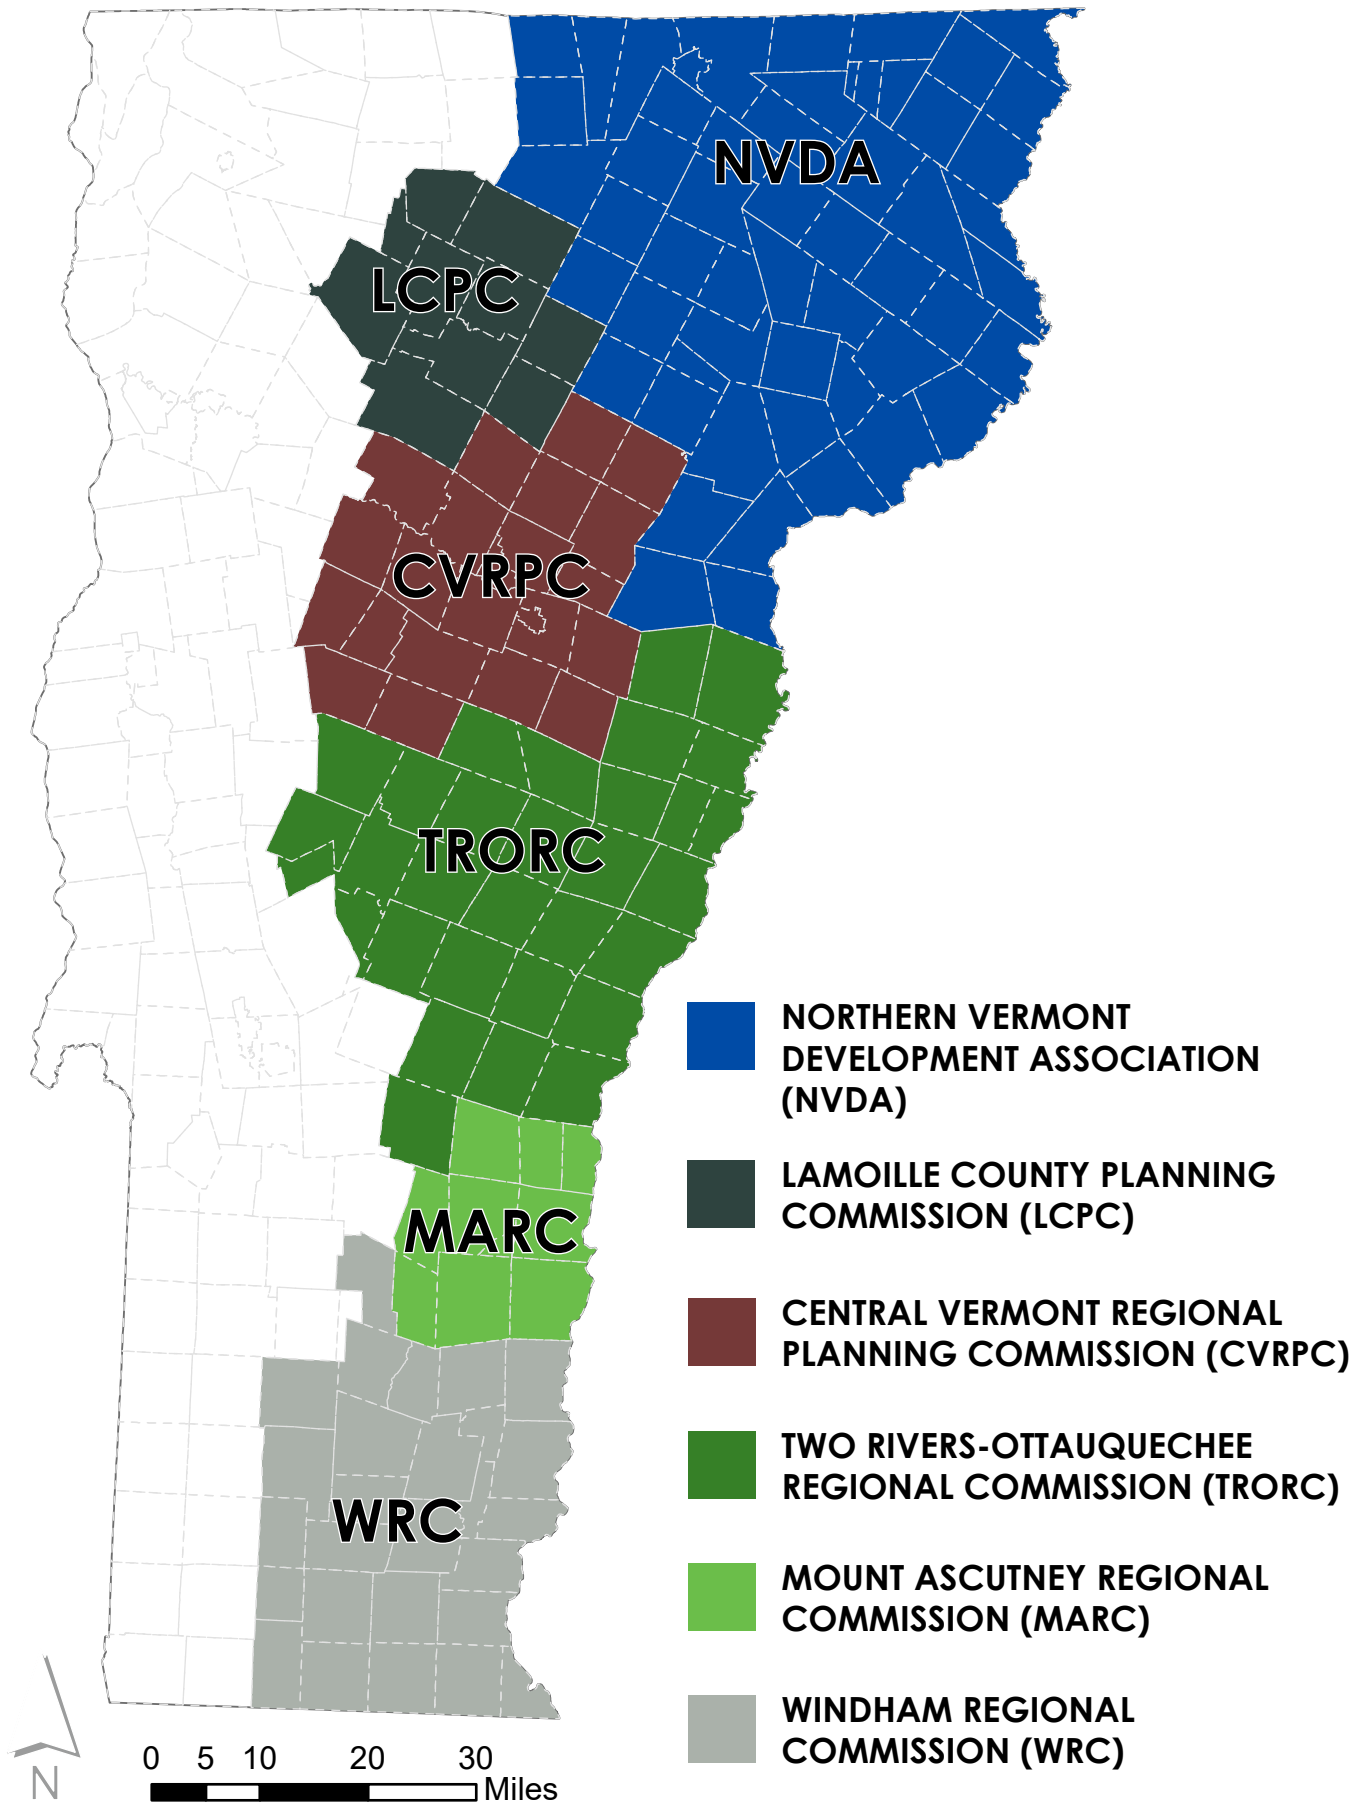 NVDA
LCPC
CVRPC
TRORC
MARC
WRC
NORTHERN VERMONT
DEVELOPMENT ASSOCIATION
(NVDA)
LAMOILLE COUNTY PLANNING
COMMISSION (LCPC)
CENTRAL VERMONT REGIONAL
PLANNING COMMISSION (CVRPC)
TWO RIVERS-OTTAUQUECHEE
REGIONAL COMMISSION (TRORC)
MOUNT ASCUTNEY REGIONAL
COMMISSION (MARC)
WINDHAM REGIONAL
COMMISSION (WRC)
N
0 5 10 20 30
Miles